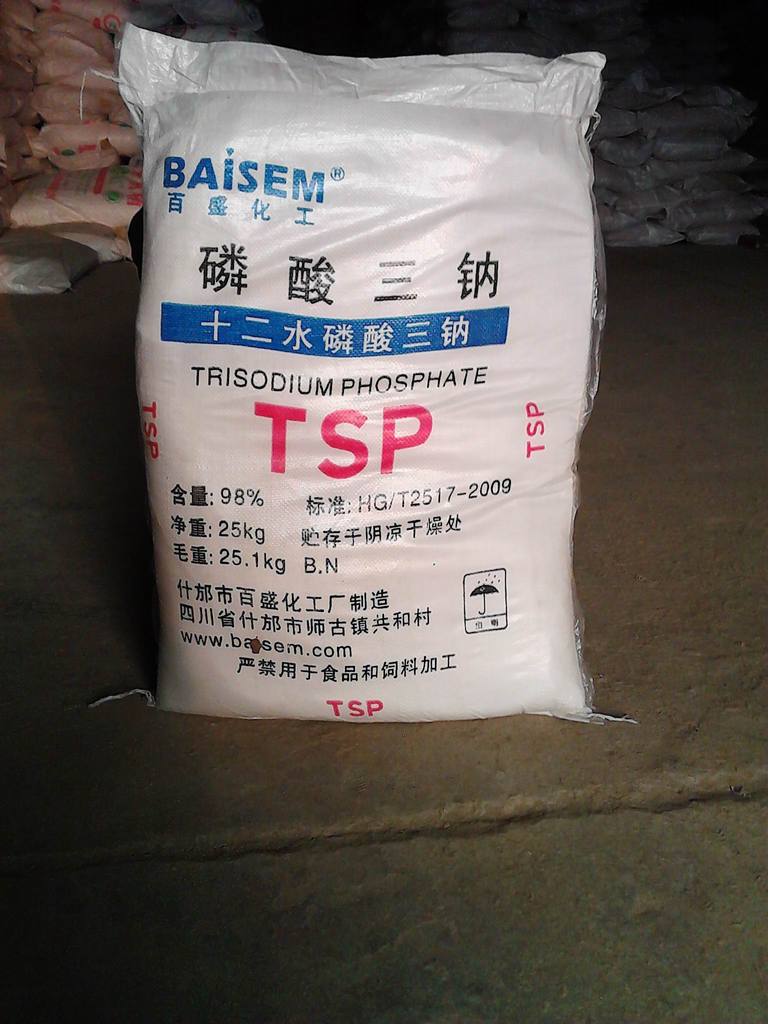 BAiSEM®
百盛化工
磷酸三钠
十二水磷酸三钠
TRISODIUM PHOSPHATE
TSP
TSP
TSP
含量: 98% 标准: HG/T2517-2009
净重: 25kg 贮存于阴凉干燥处
毛重: 25.1kg B.N
什邡市百盛化工厂制造
四川省什邡市师古镇共和村
www.baisem.com
严禁用于食品和饲料加工
TSP